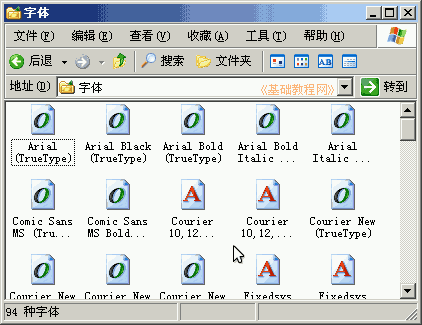 字体
文件(F) 编辑(E) 查看(V) 收藏(A) 工具(T) 帮助(H)
后退 搜索 文件夹
地址(D) 字体 《基础教程网》 转到
Arial (TrueType)
Arial Black (TrueType)
Arial Bold (TrueType)
Arial Bold Italic ...
Arial Italic ...
Comic Sans MS (Tru...
Comic Sans MS Bold...
Courier 10,12...
Courier 10,12,...
Courier New (TrueType)
Courier New
Courier New
Courier New
Fixedsys
Fixedsys
94 种字体